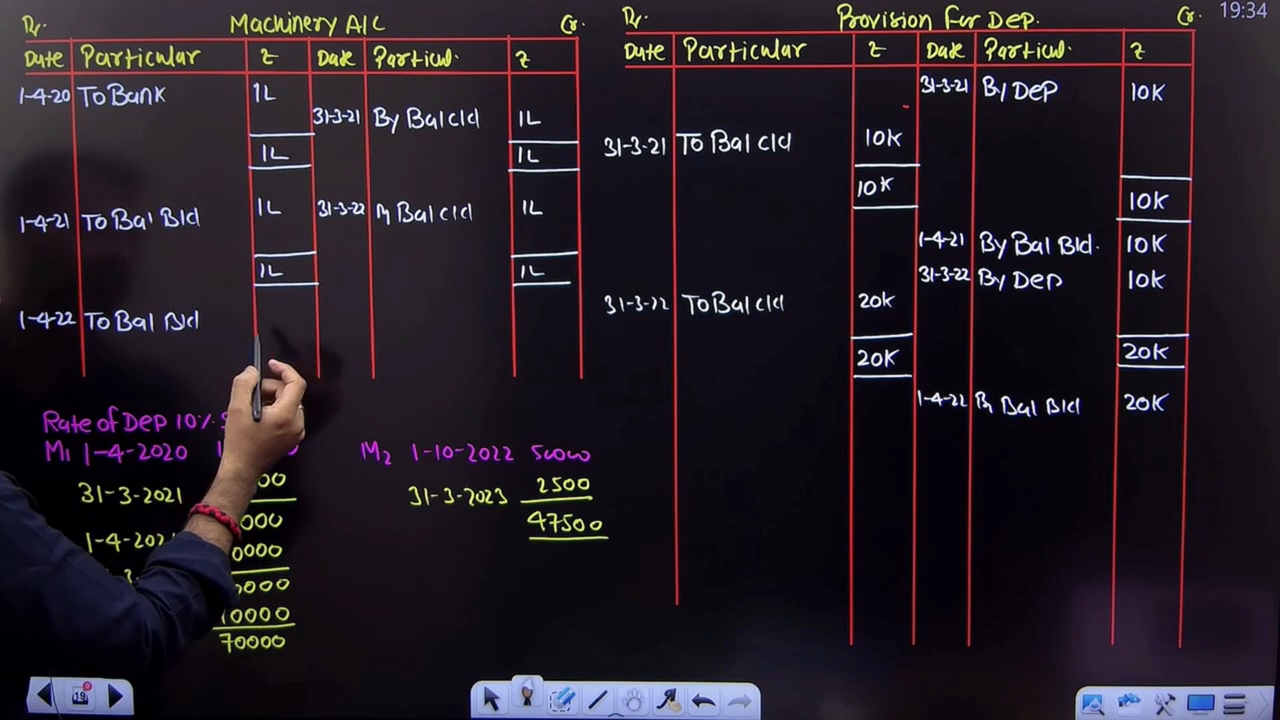 19:34
Dr. Machinery A/C Cr.
Date Particular ₹ Date Particul. ₹
1-4-20 To Bank 1L
31-3-21 By Bal c/d 1L
1L 1L
1-4-21 To Bal B/d 1L 31-3-22 By Bal c/d 1L
1L 1L
1-4-22 To Bal B/d
Rate of Dep 10%
M1 1-4-2020
31-3-2021
1-4-202
10000
70000
M2 1-10-2022 50000
31-3-2023 2500
47500
Dr. Provision for Dep. Cr.
Date Particular ₹ Date Particul. ₹
31-3-21 By Dep 10K
31-3-21 To Bal c/d 10K
10K 10K
1-4-21 By Bal B/d. 10K
31-3-22 By Dep 10K
31-3-22 To Bal c/d 20K
20K 20K
1-4-22 By Bal B/d 20K
19